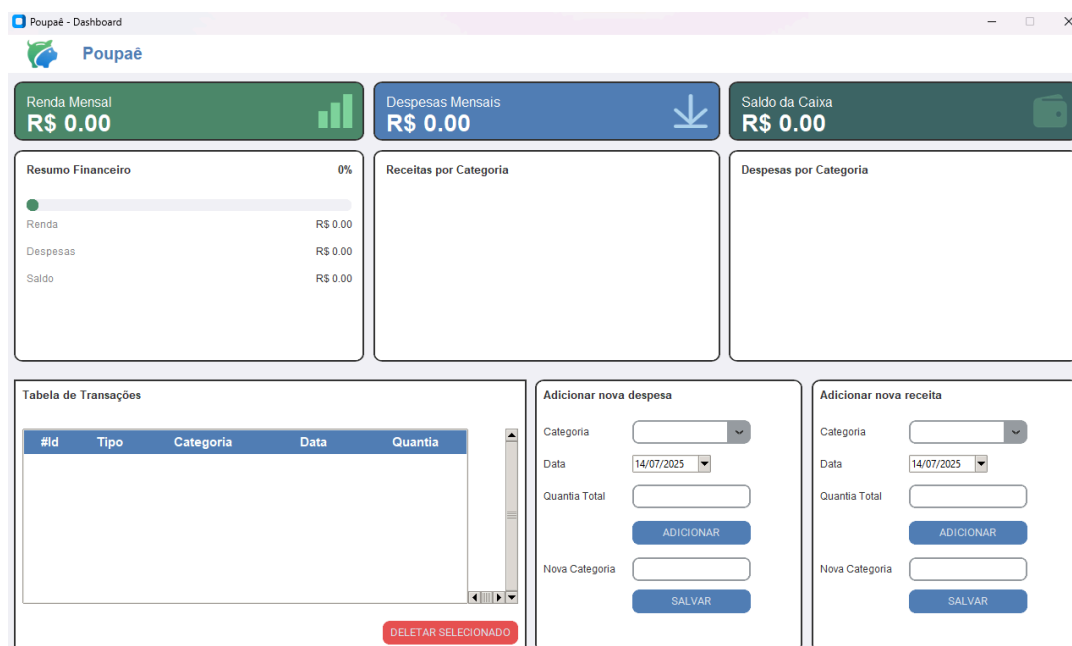 Poupaê - Dashboard
Poupaê
Renda Mensal
R$ 0.00
Despesas Mensais
R$ 0.00
Saldo da Caixa
R$ 0.00
Resumo Financeiro 0%
Renda R$ 0.00
Despesas R$ 0.00
Saldo R$ 0.00
Receitas por Categoria
Despesas por Categoria
Tabela de Transações
#Id Tipo Categoria Data Quantia
DELETAR SELECIONADO
Adicionar nova despesa
Categoria
Data 14/07/2025
Quantia Total
ADICIONAR
Nova Categoria
SALVAR
Adicionar nova receita
Categoria
Data 14/07/2025
Quantia Total
ADICIONAR
Nova Categoria
SALVAR